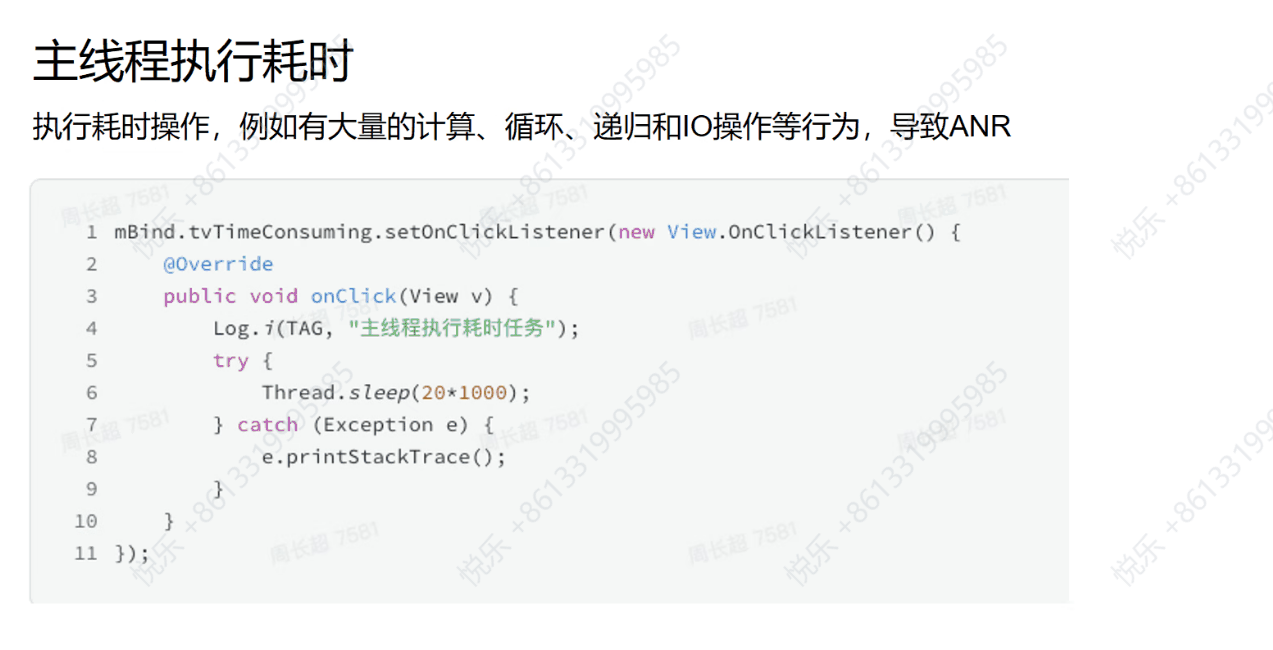 主线程执行耗时
执行耗时操作，例如有大量的计算、循环、递归和IO操作等行为，导致ANR
1 mBind.tvTimeConsuming.setOnClickListener(new View.OnClickListener() {
2     @Override
3     public void onClick(View v) {
4         Log.i(TAG, "主线程执行耗时任务");
5         try {
6             Thread.sleep(20*1000);
7         } catch (Exception e) {
8             e.printStackTrace();
9         }
10     }
11 });
周长超 7581
悦乐 +8613319995985